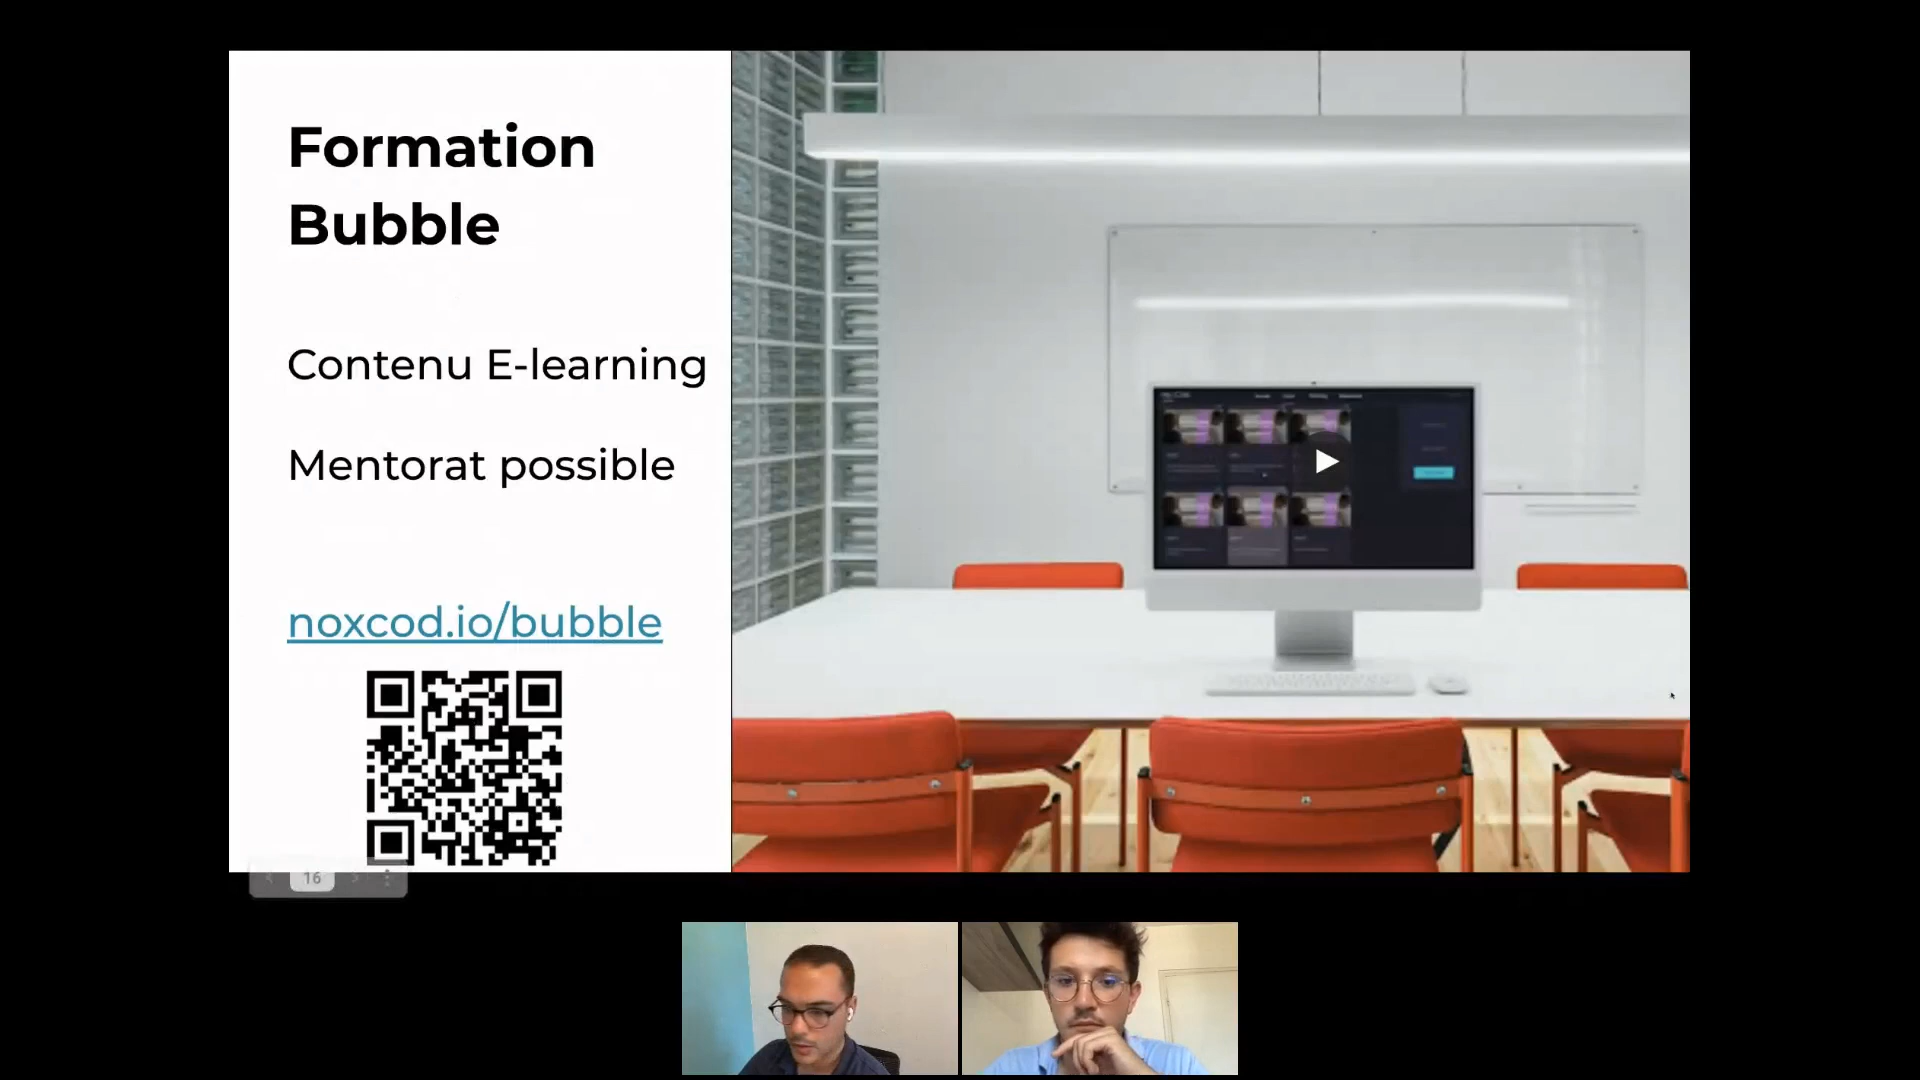 Formation
Bubble
Contenu E-learning
Mentorat possible
noxcod.io/bubble
16